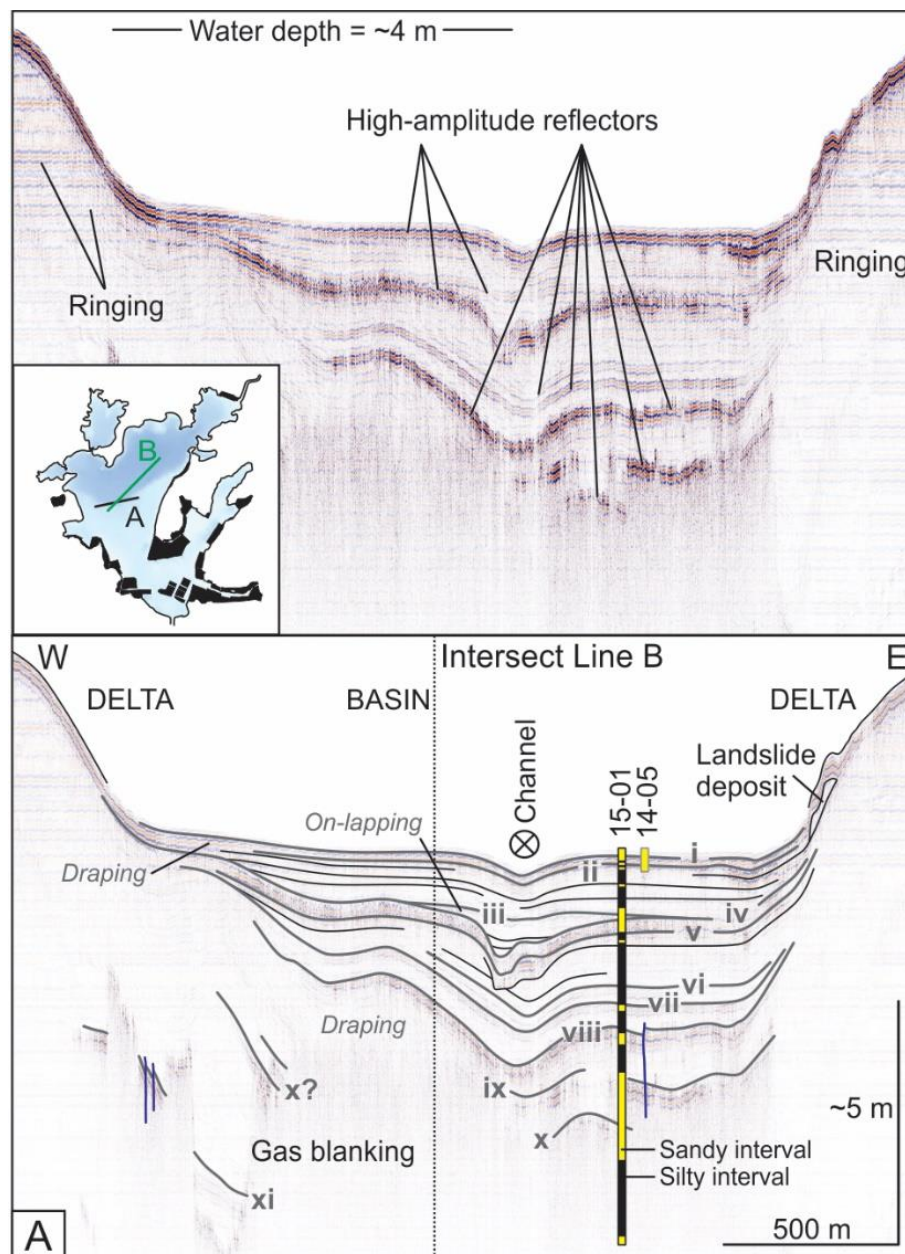 Water depth = ~4 m
High-amplitude reflectors
Ringing
Ringing
B
A
W
Intersect Line B
E
DELTA
BASIN
DELTA
Channel
15-01
14-05
Landslide
deposit
On-lapping
Draping
i
ii
iii
iv
v
vi
vii
Draping
viii
ix
x?
x
~5 m
Gas blanking
Sandy interval
Silty interval
xi
A
500 m